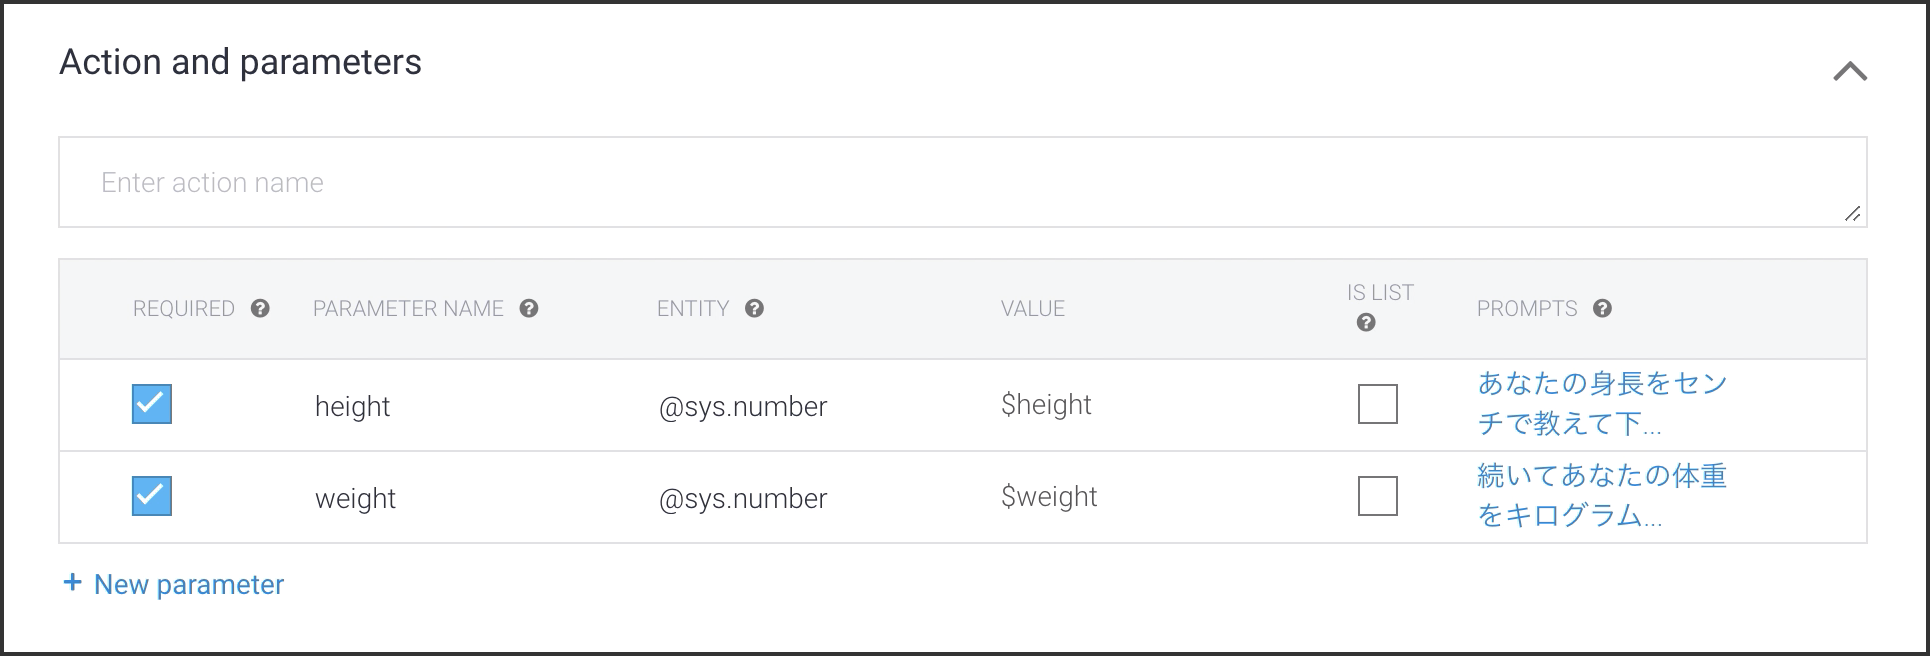 Action and parameters
Enter action name
REQUIRED PARAMETER NAME ENTITY VALUE IS LIST PROMPTS
height @sys.number $height あなたの身長をセン
チで教えて下...
weight @sys.number $weight 続いてあなたの体重
をキログラム...
+ New parameter